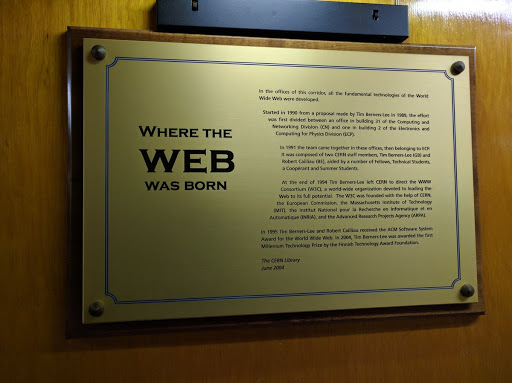 WHERE THE
WEB
WAS BORN
In the offices of this corridor, all the fundamental technologies of the World
Wide Web were developed.
Started in 1990 from a proposal made by Tim Berners-Lee in 1989, the effort
was first divided between an office in building 31 of the Computing and
Networking Division (CN) and one in building 2 of the Electronics and
Computing for Physics Division (ECP).
In 1991 the team came together in these offices, then belonging to ECP.
It was composed of two CERN staff members, Tim Berners-Lee (GB) and
Robert Cailliau (BE), aided by a number of Fellows, Technical Students,
a Cooperant and Summer Students.
At the end of 1994 Tim Berners-Lee left CERN to direct the WWW
Consortium (W3C), a world-wide organization devoted to leading the
Web to its full potential. The W3C was founded with the help of CERN,
the European Commission, the Massachusetts Institute of Technology
(MIT), the Institut National pour la Recherche en Informatique et en
Automatique (INRIA), and the Advanced Research Projects Agency (ARPA).
In 1995 Tim Berners-Lee and Robert Cailliau received the ACM Software System
Award for the World Wide Web. In 2004, Tim Berners-Lee was awarded the first
Millenium Technology Prize by the Finnish Technology Award Foundation.
The CERN Library
June 2004